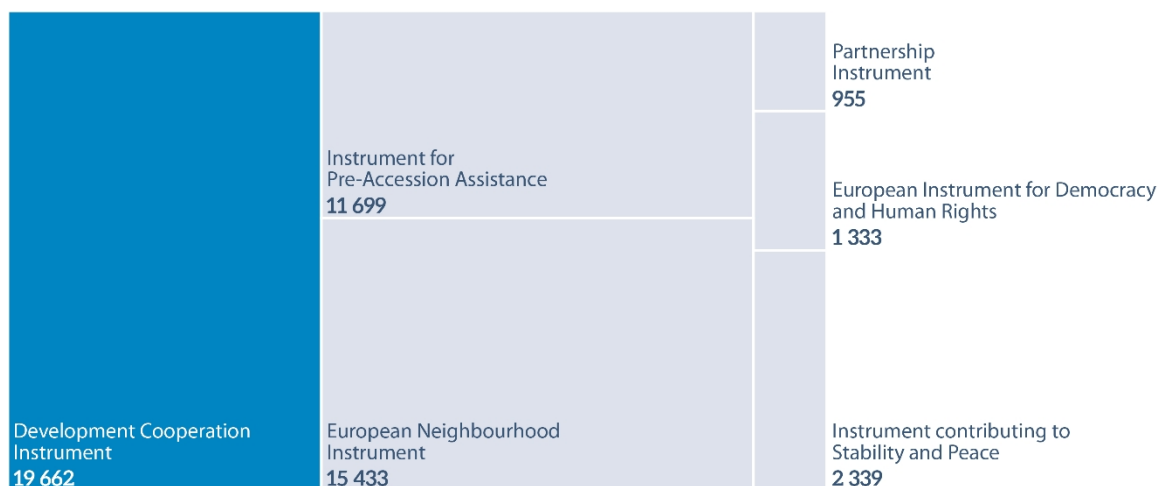 Development Cooperation
Instrument
19 662
Instrument for
Pre-Accession Assistance
11 699
European Neighbourhood
Instrument
15 433
Partnership
Instrument
955
European Instrument for Democracy
and Human Rights
1 333
Instrument contributing to
Stability and Peace
2 339